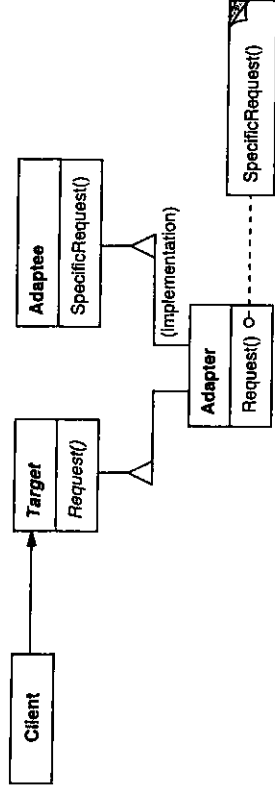 Client
Target
Request()
Adaptee
SpecificRequest()
(Implementation)
Adapter
Request()
SpecificRequest()